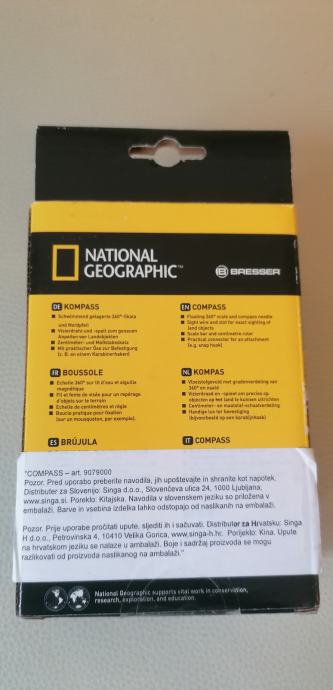 NATIONAL
GEOGRAPHIC™
BRESSER
DE KOMPASS
Schwimmend gelagerte 360°-Skala
und Nordpfeil
Visierdraht und -spalt zum genauen
Anpeilen von Landobjekten
Zentimeter- und Maßstabsskala
Mit praktischer Öse zur Befestigung
(z. B. an einem Karabinerhaken)
EN COMPASS
Floating 360° scale and compass needle
Sight wire and slot for exact sighting of
land objects
Scale bar and centimetre ruler
Practical connector for an attachment
(e.g. snap hook)
FR BOUSSOLE
Echelle 360° sur lit d'eau et aiguille
magnétique
Fil et fente de visée pour un repérage
d'objets sur le terrain
Echelle de centimètres et règle
Boucle pratique pour fixation
(sur un mousqueton, par exemple).
NL KOMPAS
Vloeistofgevuld met gradenverdeling van
360° en naald
Vizierdraad en -spleet om precies op
objecten op het land te kunnen uitrichten
Centimeter- en maatstol-schaalverdeling
Handige lus ter bevestiging
(bijvoorbeeld op een karabijnhaak)
ES BRÚJULA
IT COMPASS
"COMPASS – art. 9079000
Pozor. Pred uporabo preberite navodila, jih upoštevajte in shranite kot napotek.
Distributer za Slovenijo: Singa d.o.o., Slovenčeva ulica 24, 1000 Ljubljana,
www.singa.si. Poreklo: Kitajska. Navodila v slovenskem jeziku so priložena v
embalaži. Barve in vsebina izdelka lahko odstopajo od naslikanih na embalaži.
Pozor. Prije uporabe pročitati upute, slijediti ih i sačuvati. Distributer za Hrvatsku: Singa
H d.o.o., Petrovinska 4, 10410 Velika Gorica, www.singa-h.hr. Porijeklo: Kina. Upute
na hrvatskom jeziku se nalaze u ambalaži. Boje i sadržaj proizvoda se mogu
razlikovati od proizvoda naslikanog na ambalaži."
National Geographic supports vital work in conservation,
research, exploration, and education.